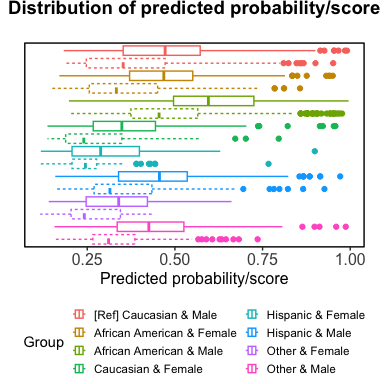 Distribution of predicted probability/score
0.25 0.50 0.75 1.00
Predicted probability/score
Group
[Ref] Caucasian & Male
African American & Female
African American & Male
Caucasian & Female
Hispanic & Female
Hispanic & Male
Other & Female
Other & Male